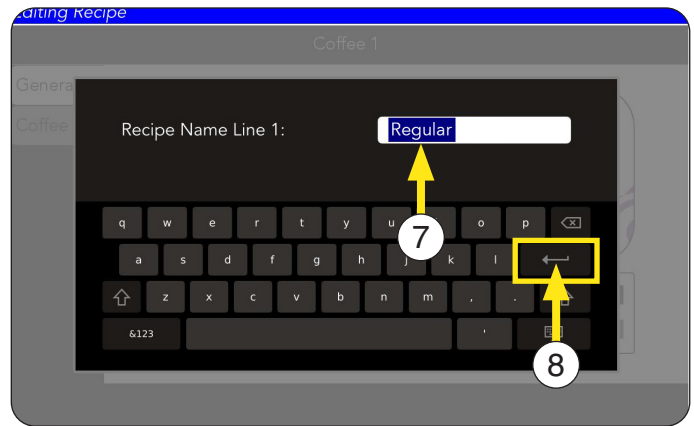 Editing Recipe
Coffee 1
Genera
Coffee
Recipe Name Line 1: Regular
q w e r t y u o p
7
a s d f g h j k l
z x c v b n m , .
&123 '
8